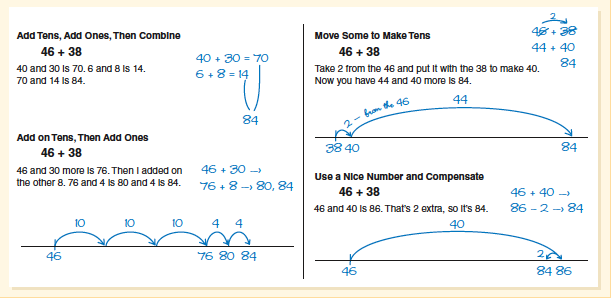 Add Tens, Add Ones, Then Combine
46 + 38
40 and 30 is 70. 6 and 8 is 14.
70 and 14 is 84.
40 + 30 = 70
6 + 8 = 14
84
Add on Tens, Then Add Ones
46 + 38
46 and 30 more is 76. Then I added on
the other 8. 76 and 4 is 80 and 4 is 84.
46 + 30 →
76 + 8 → 80, 84
10 10 10 4 4
46 76 80 84
Move Some to Make Tens
46 + 38
Take 2 from the 46 and put it with the 38 to make 40.
Now you have 44 and 40 more is 84.
2
46 + 38
44 + 40
84
2 – from the 46
44
38 40 84
Use a Nice Number and Compensate
46 + 38
46 and 40 is 86. That's 2 extra, so it's 84.
46 + 40 →
86 – 2 → 84
40
2
46 84 86